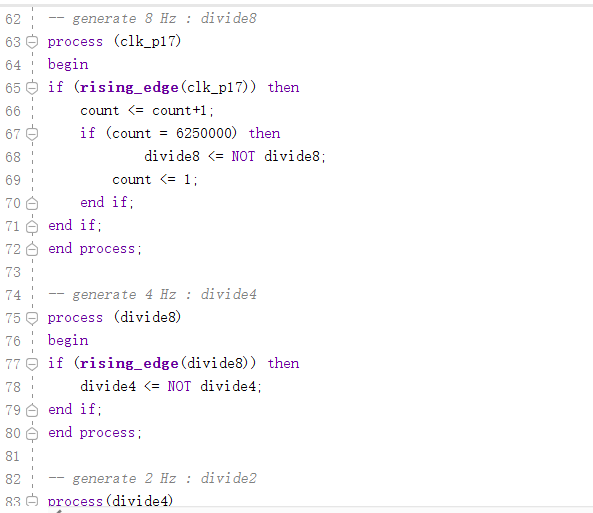 62 -- generate 8 Hz : divide8
63 process (clk_p17)
64 begin
65 if (rising_edge(clk_p17)) then
66 count <= count+1;
67 if (count = 6250000) then
68 divide8 <= NOT divide8;
69 count <= 1;
70 end if;
71 end if;
72 end process;
73
74 -- generate 4 Hz : divide4
75 process (divide8)
76 begin
77 if (rising_edge(divide8)) then
78 divide4 <= NOT divide4;
79 end if;
80 end process;
81
82 -- generate 2 Hz : divide2
83 process(divide4)